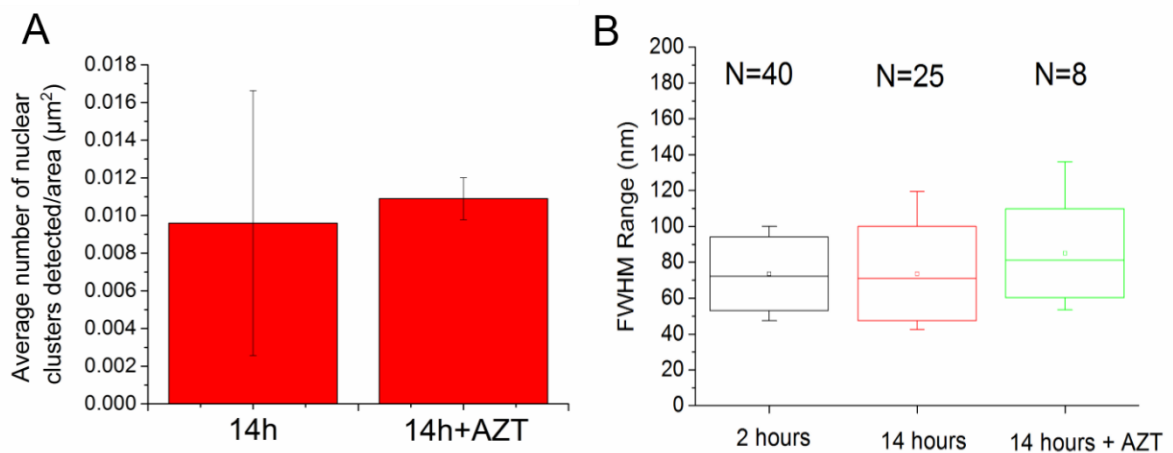 A
Average number of nuclear
clusters detected/area (µm²)
0.018
0.016
0.014
0.012
0.010
0.008
0.006
0.004
0.002
0.000
14h
14h+AZT
B
FWHM Range (nm)
200
180
160
140
120
100
80
60
40
20
0
N=40
N=25
N=8
2 hours
14 hours
14 hours + AZT